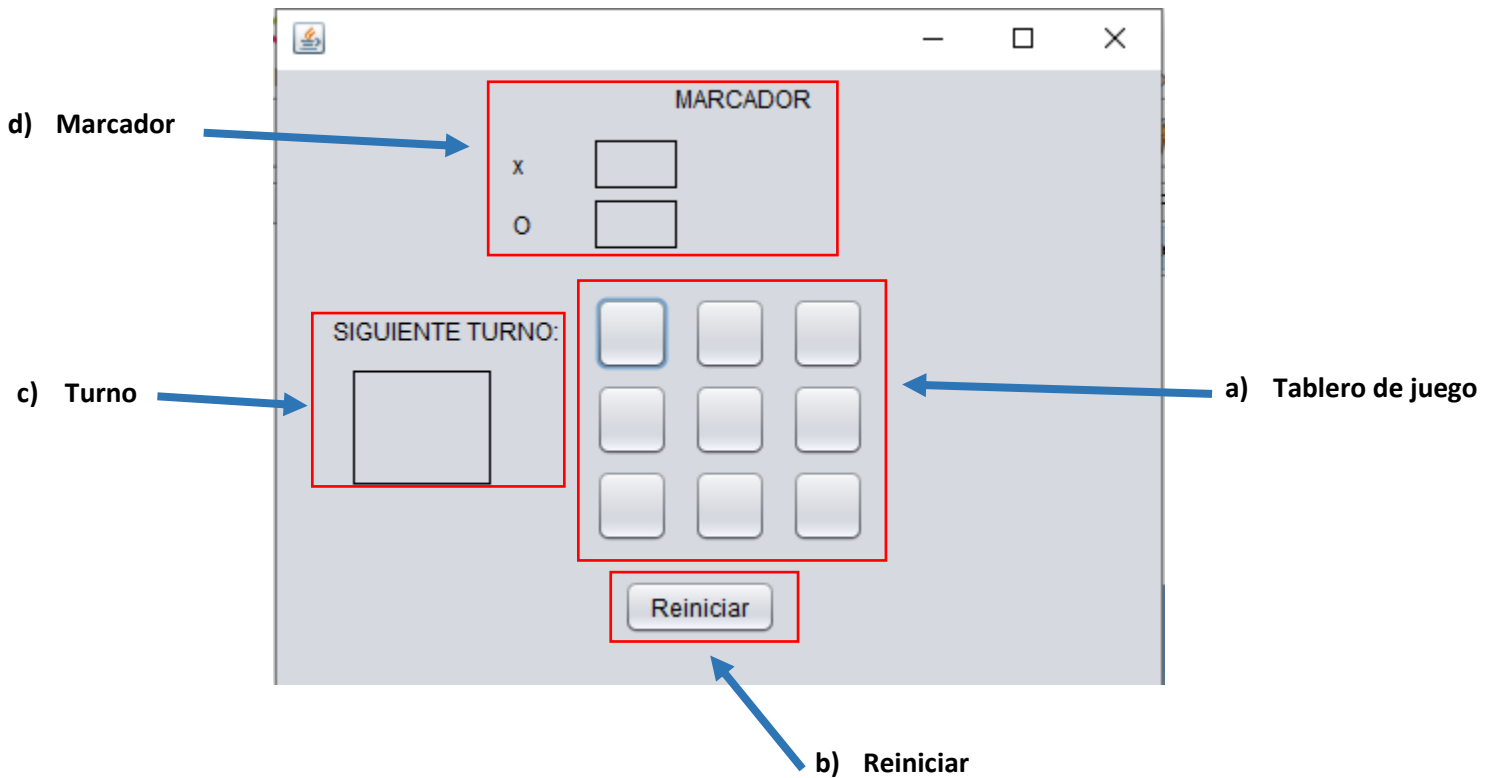 MARCADOR
d) Marcador
x
O
SIGUIENTE TURNO:
c) Turno
a) Tablero de juego
Reiniciar
b) Reiniciar